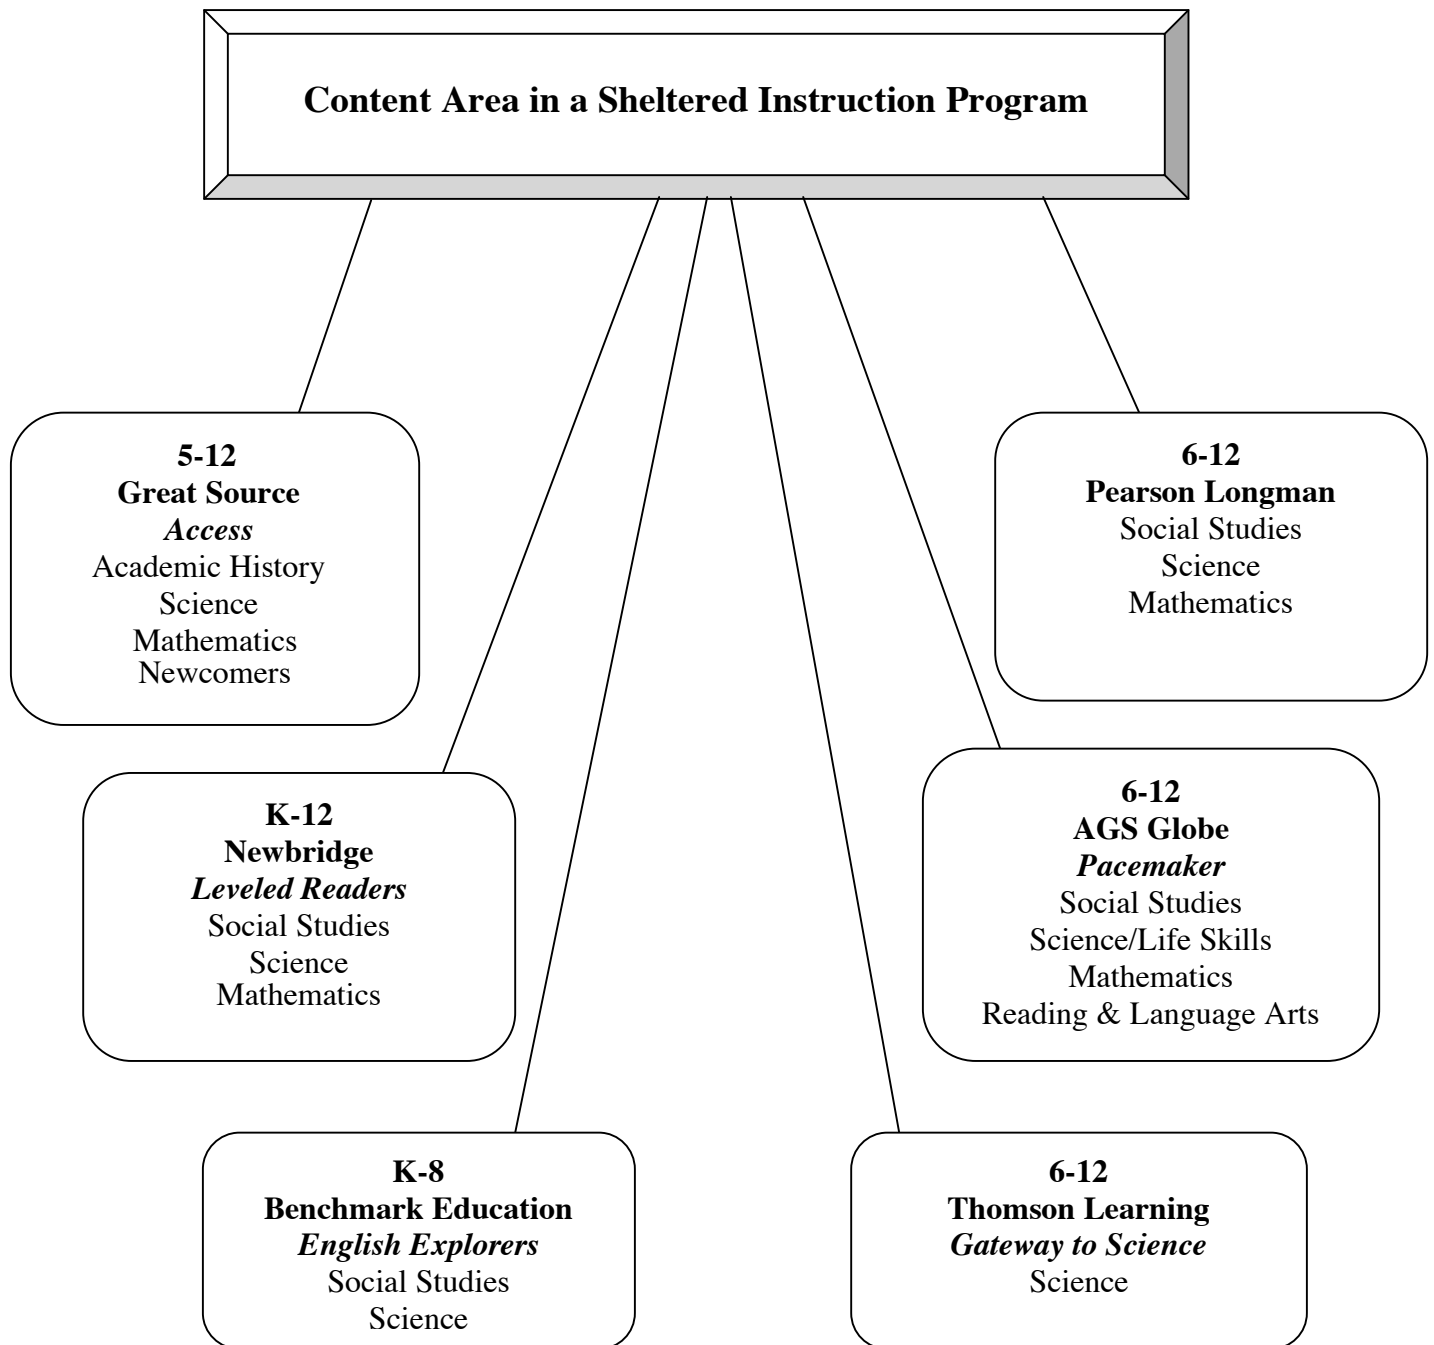 Content Area in a Sheltered Instruction Program
5-12
Great Source
Access
Academic History
Science
Mathematics
Newcomers
6-12
Pearson Longman
Social Studies
Science
Mathematics
K-12
Newbridge
Leveled Readers
Social Studies
Science
Mathematics
6-12
AGS Globe
Pacemaker
Social Studies
Science/Life Skills
Mathematics
Reading & Language Arts
K-8
Benchmark Education
English Explorers
Social Studies
Science
6-12
Thomson Learning
Gateway to Science
Science